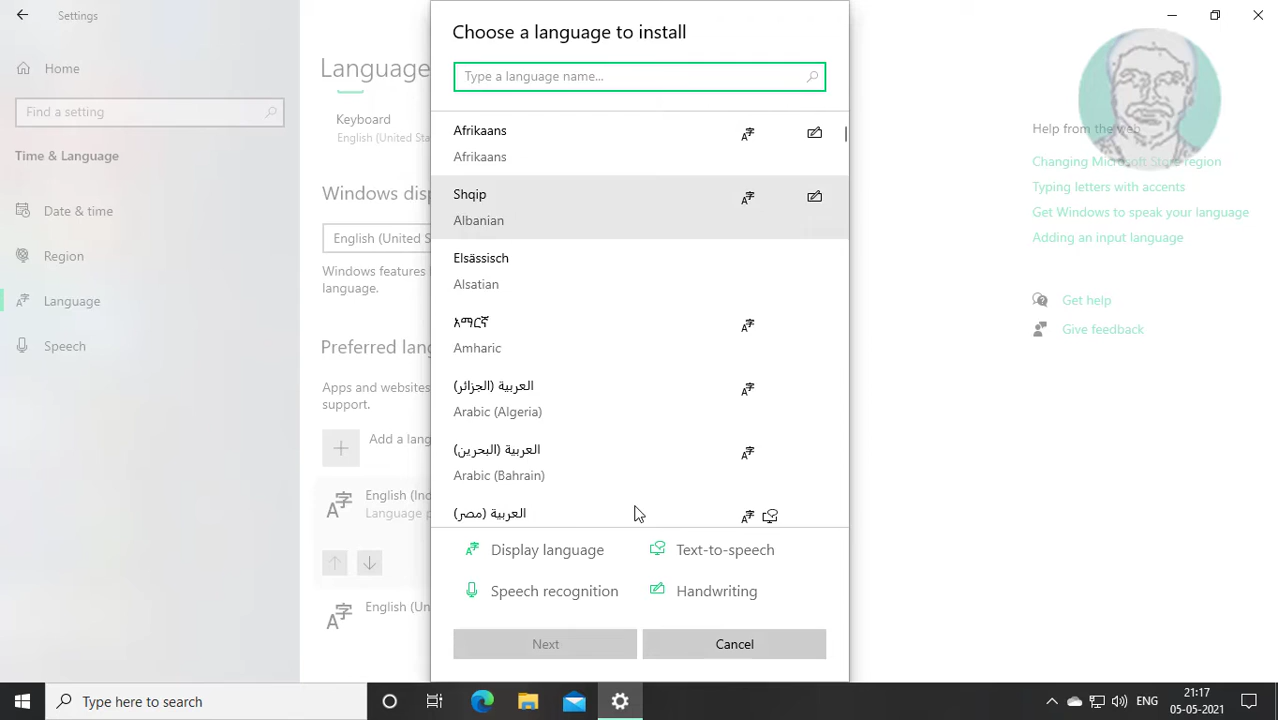 Settings
Home
Find a setting
Time & Language
Date & time
Region
Language
Speech
Language
Keyboard
English (United Sta
Windows disp
English (United S
Windows features l
language.
Preferred lang
Apps and websites
support.
Add a lang
English (Ind
Language p
English (Un
Choose a language to install
Type a language name...
Afrikaans
Afrikaans
Shqip
Albanian
Elsässisch
Alsatian
አማርኛ
Amharic
العربية (الجزائر)
Arabic (Algeria)
العربية (البحرين)
Arabic (Bahrain)
العربية (مصر)
Display language
Text-to-speech
Speech recognition
Handwriting
Next
Cancel
Help from the web
Changing Microsoft Store region
Typing letters with accents
Get Windows to speak your language
Adding an input language
Get help
Give feedback
Type here to search
ENG
21:17
05-05-2021